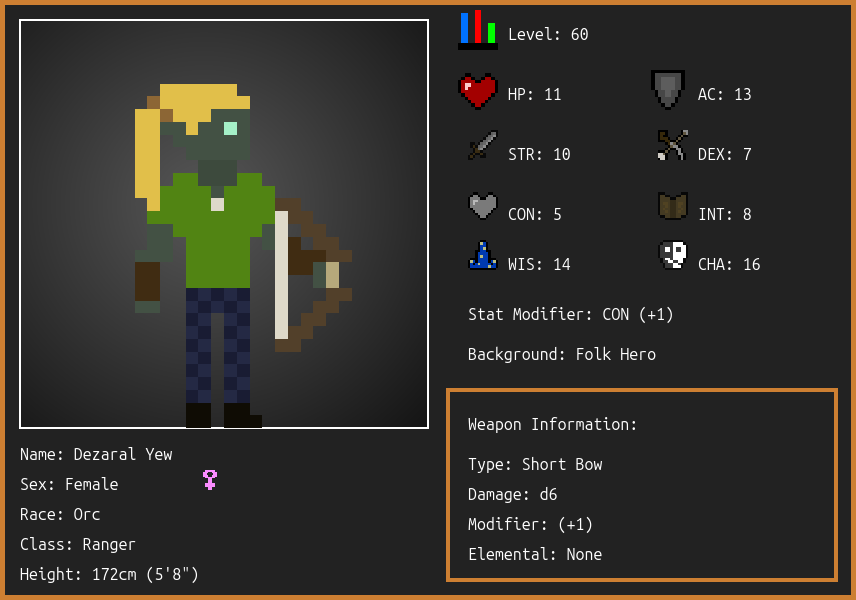 Level: 60
HP: 11
AC: 13
STR: 10
DEX: 7
CON: 5
INT: 8
WIS: 14
CHA: 16
Stat Modifier: CON (+1)
Background: Folk Hero
Weapon Information:
Type: Short Bow
Damage: d6
Modifier: (+1)
Elemental: None
Name: Dezaral Yew
Sex: Female
Race: Orc
Class: Ranger
Height: 172cm (5'8")